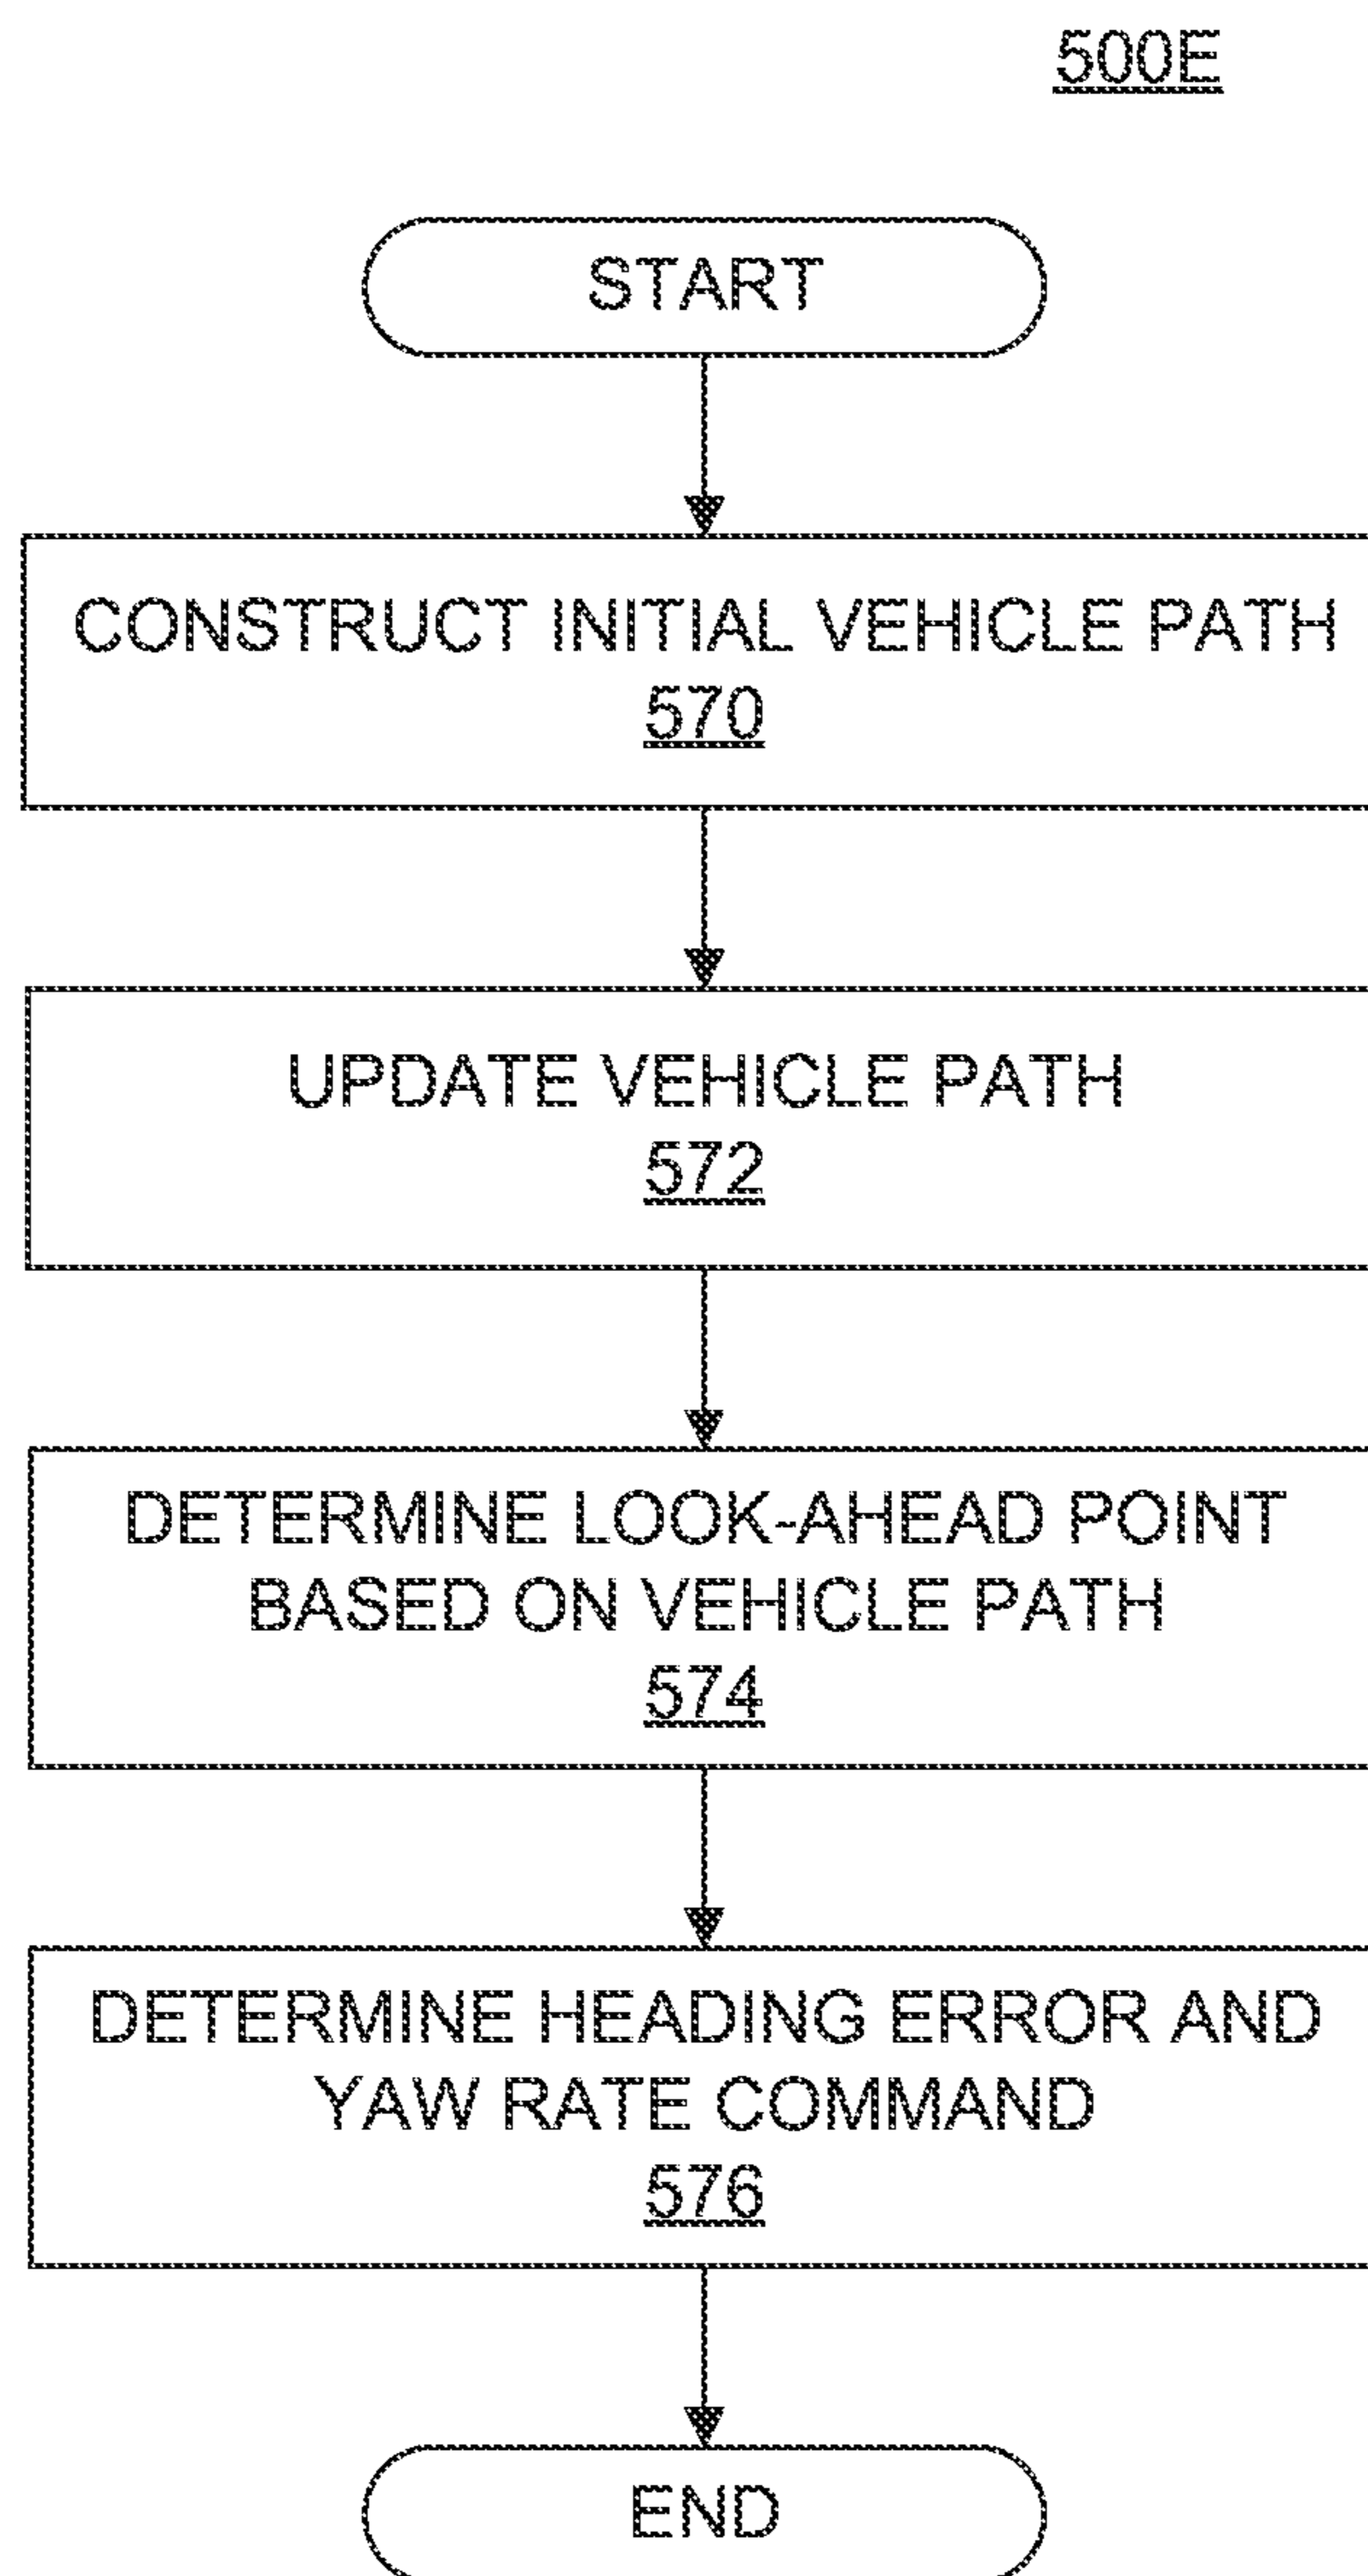 500E
START
CONSTRUCT INITIAL VEHICLE PATH
570
UPDATE VEHICLE PATH
572
DETERMINE LOOK-AHEAD POINT
BASED ON VEHICLE PATH
574
DETERMINE HEADING ERROR AND
YAW RATE COMMAND
576
END